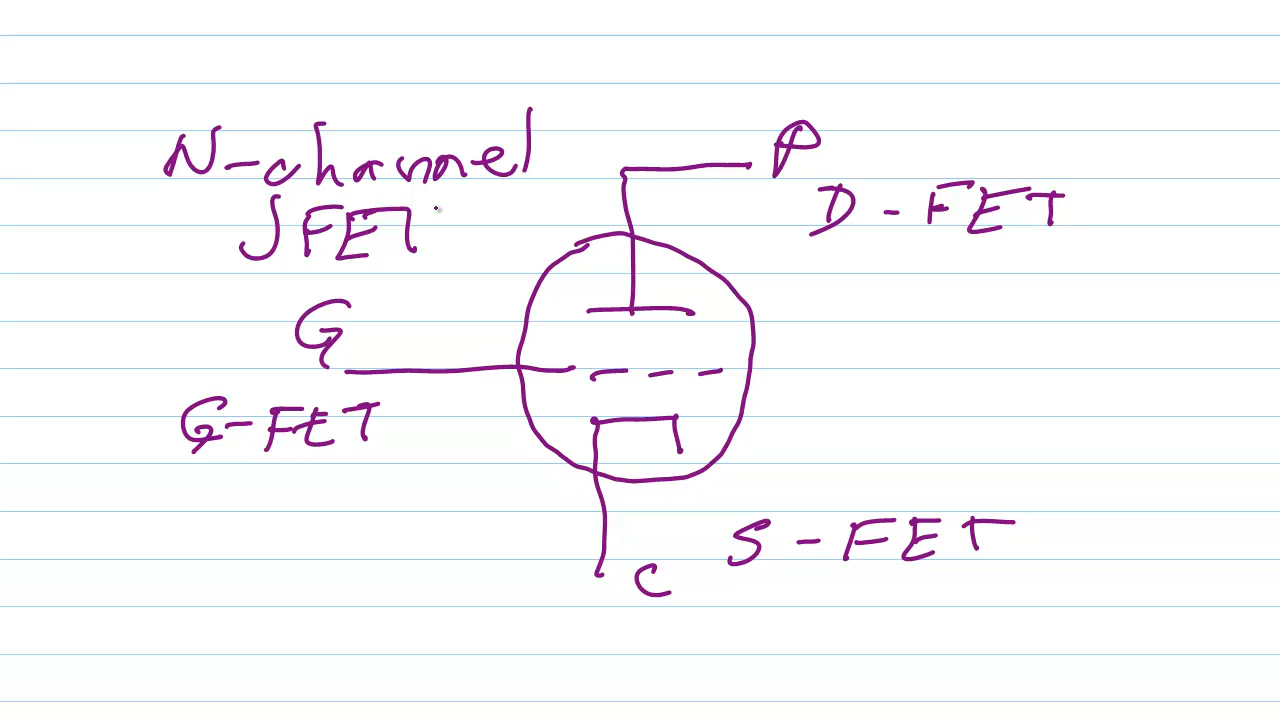 N-channel
JFET
P
D - FET
G
G-FET
S - FET
C